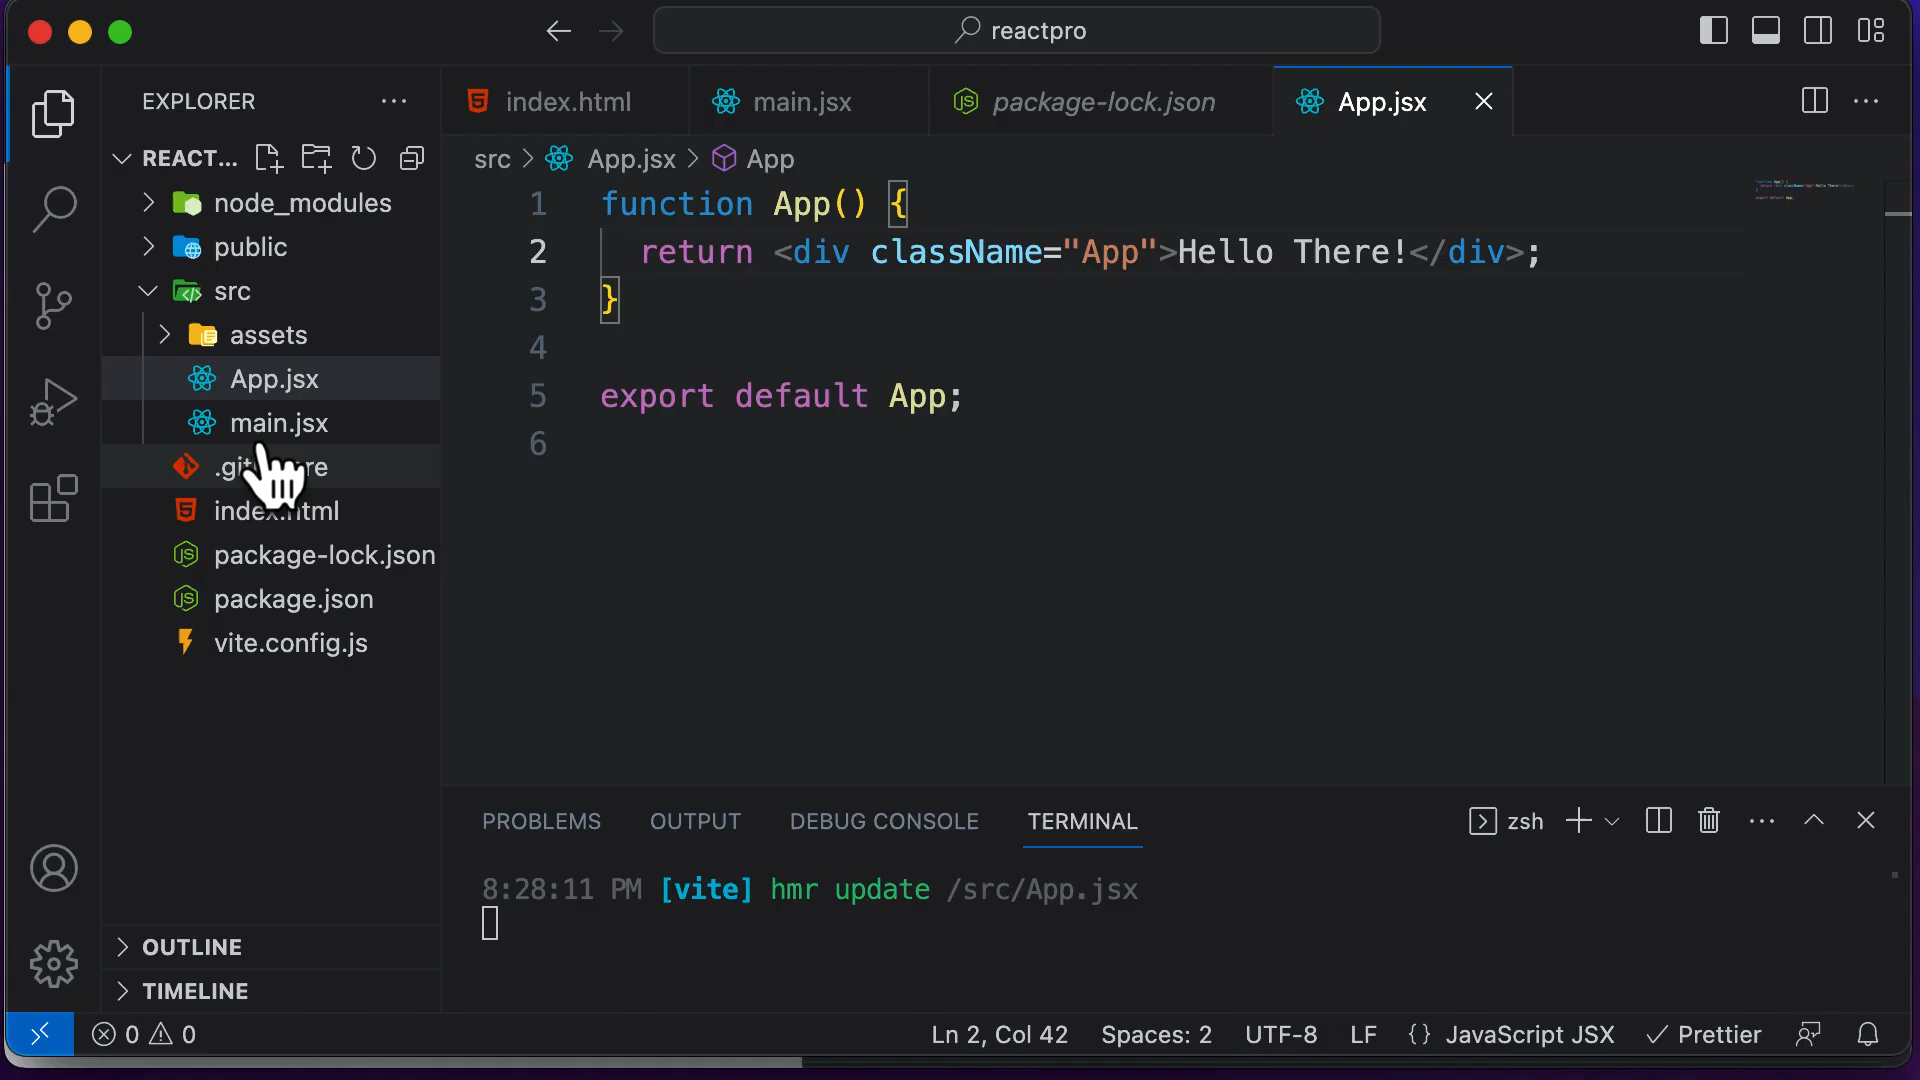 reactpro
EXPLORER
index.html
main.jsx
package-lock.json
App.jsx
REACT...
src
App.jsx
App
node_modules
public
src
assets
App.jsx
main.jsx
index.html
package-lock.json
package.json
vite.config.js
1 function App() {
2 return <div className="App">Hello There!</div>;
3 }
4
5 export default App;
6
PROBLEMS
OUTPUT
DEBUG CONSOLE
TERMINAL
zsh
8:28:11 PM [vite] hmr update /src/App.jsx
OUTLINE
TIMELINE
0
0
Ln 2, Col 42
Spaces: 2
UTF-8
LF
{} JavaScript JSX
Prettier